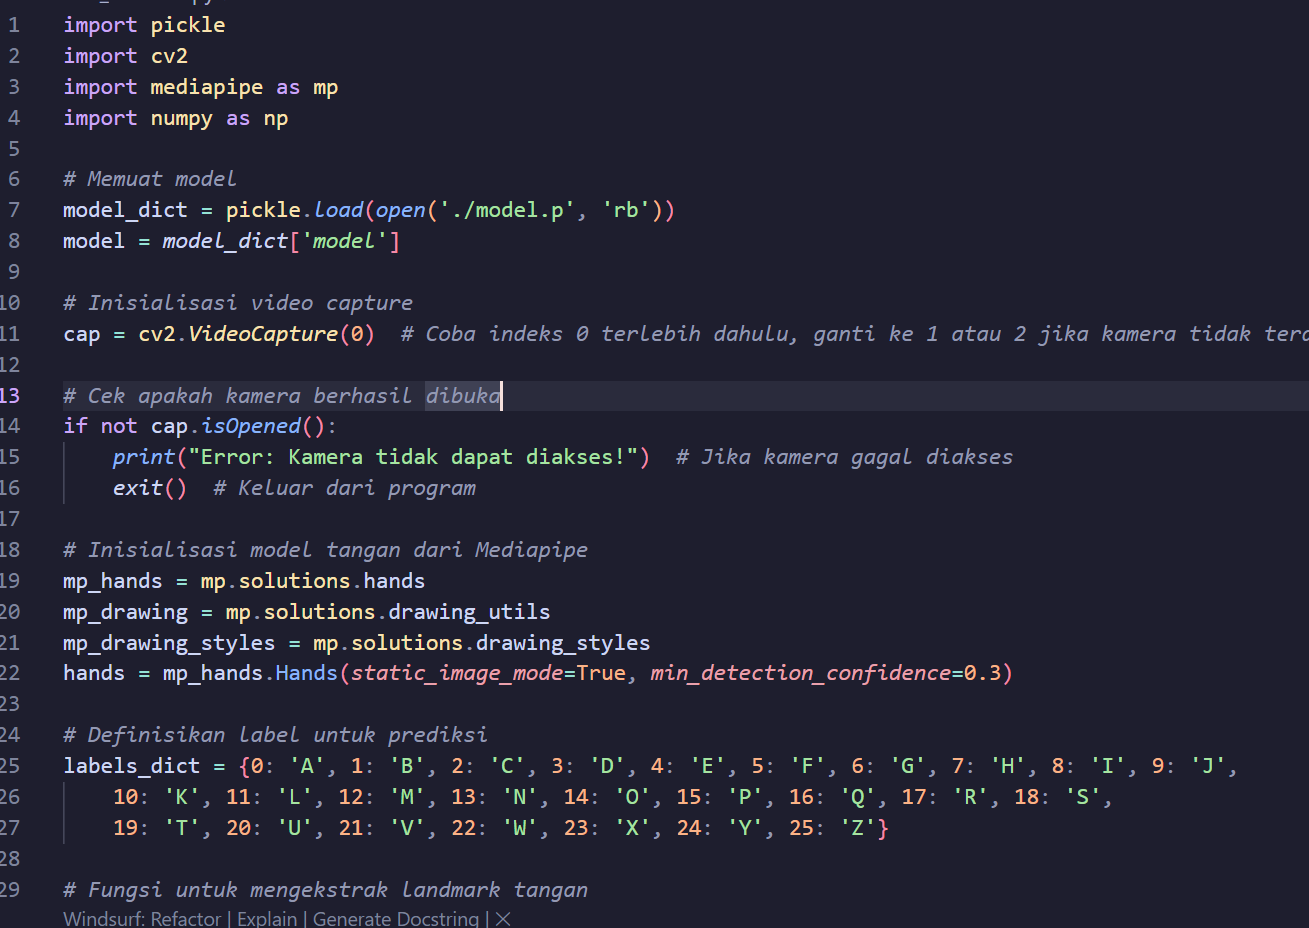 1 import pickle
2 import cv2
3 import mediapipe as mp
4 import numpy as np
5
6 # Memuat model
7 model_dict = pickle.load(open('./model.p', 'rb'))
8 model = model_dict['model']
9
10 # Inisialisasi video capture
11 cap = cv2.VideoCapture(0)  # Coba indeks 0 terlebih dahulu, ganti ke 1 atau 2 jika kamera tidak
12
13 # Cek apakah kamera berhasil dibuka
14 if not cap.isOpened():
15     print("Error: Kamera tidak dapat diakses!")  # Jika kamera gagal diakses
16     exit()  # Keluar dari program
17
18 # Inisialisasi model tangan dari Mediapipe
19 mp_hands = mp.solutions.hands
20 mp_drawing = mp.solutions.drawing_utils
21 mp_drawing_styles = mp.solutions.drawing_styles
22 hands = mp_hands.Hands(static_image_mode=True, min_detection_confidence=0.3)
23
24 # Definisikan label untuk prediksi
25 labels_dict = {0: 'A', 1: 'B', 2: 'C', 3: 'D', 4: 'E', 5: 'F', 6: 'G', 7: 'H', 8: 'I', 9: 'J',
26     10: 'K', 11: 'L', 12: 'M', 13: 'N', 14: 'O', 15: 'P', 16: 'Q', 17: 'R', 18: 'S',
27     19: 'T', 20: 'U', 21: 'V', 22: 'W', 23: 'X', 24: 'Y', 25: 'Z'}
28
29 # Fungsi untuk mengekstrak landmark tangan
Windsurf: Refactor | Explain | Generate Docstring | ×